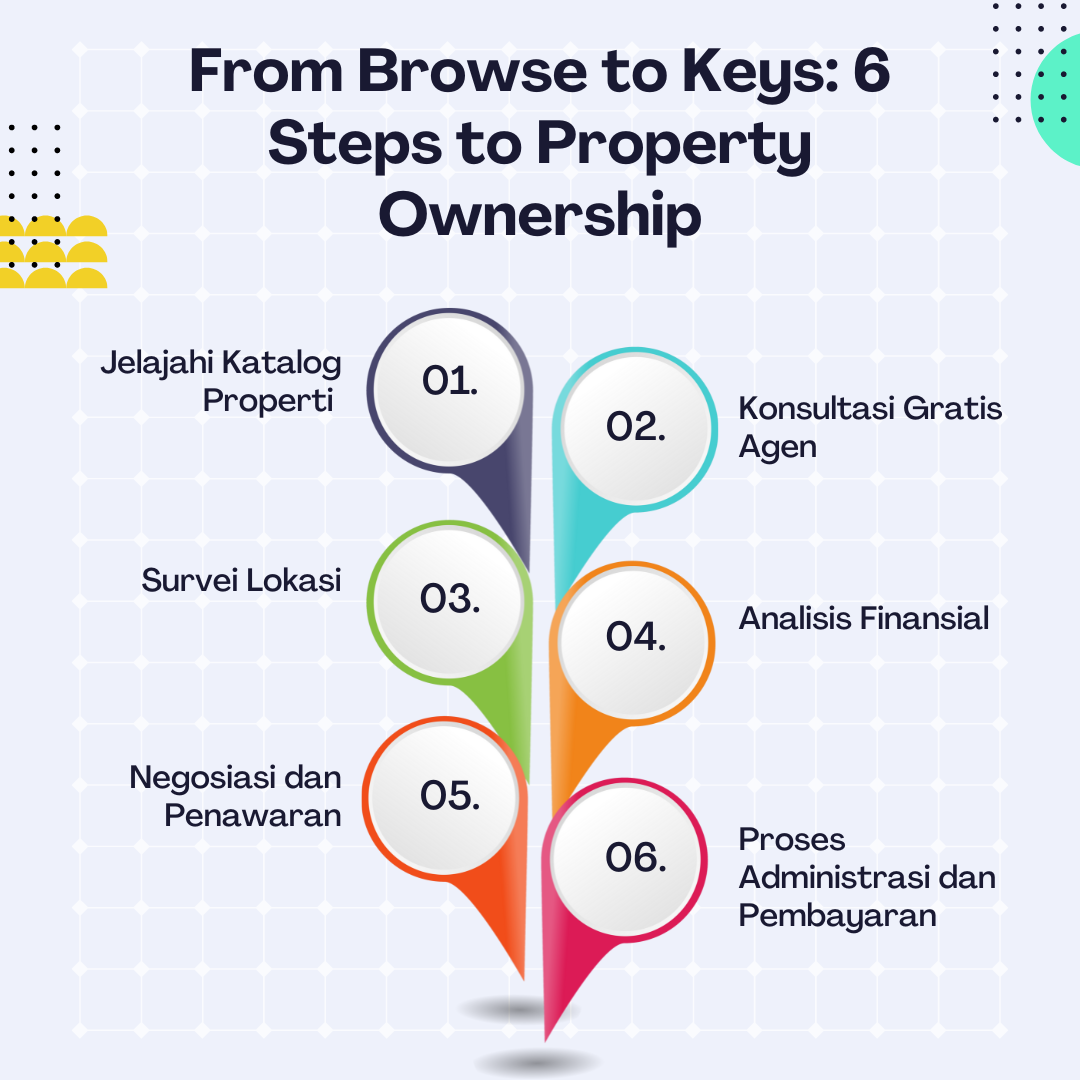 From Browse to Keys: 6
Steps to Property
Ownership
01.
Jelajahi Katalog
Properti
02.
Konsultasi Gratis
Agen
03.
Survei Lokasi
04.
Analisis Finansial
05.
Negosiasi dan
Penawaran
06.
Proses
Administrasi dan
Pembayaran